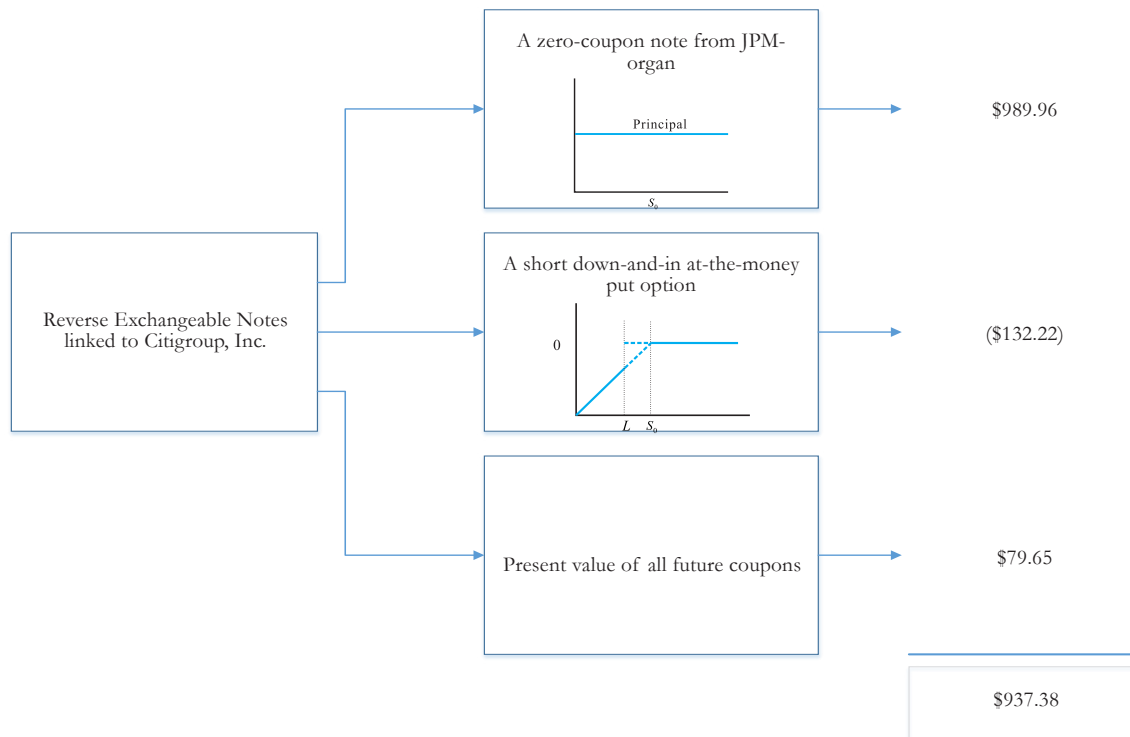 A zero-coupon note from JPM-
organ
Principal
S₀
$989.96
Reverse Exchangeable Notes
linked to Citigroup, Inc.
A short down-and-in at-the-money
put option
0
L S₀
($132.22)
Present value of all future coupons
$79.65
$937.38